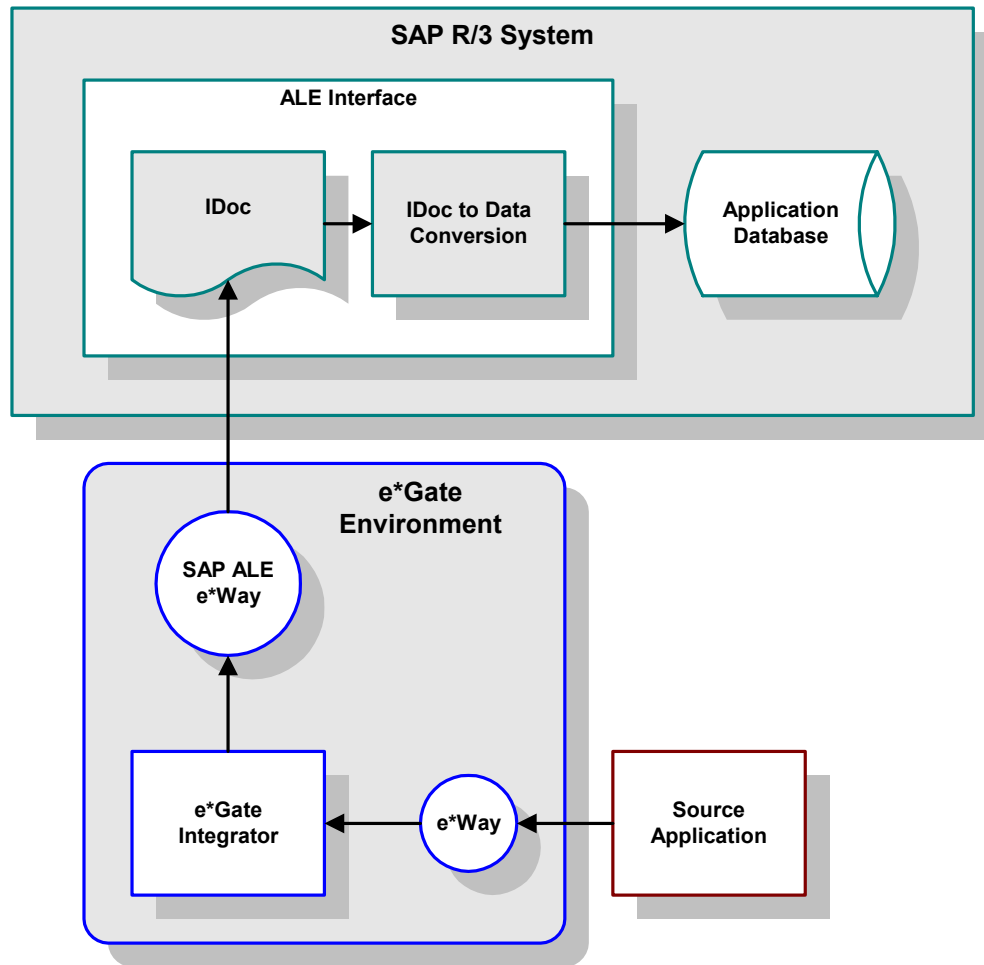 SAP R/3 System
ALE Interface
IDoc
IDoc to Data
Conversion
Application
Database
e*Gate
Environment
SAP ALE
e*Way
e*Gate
Integrator
e*Way
Source
Application